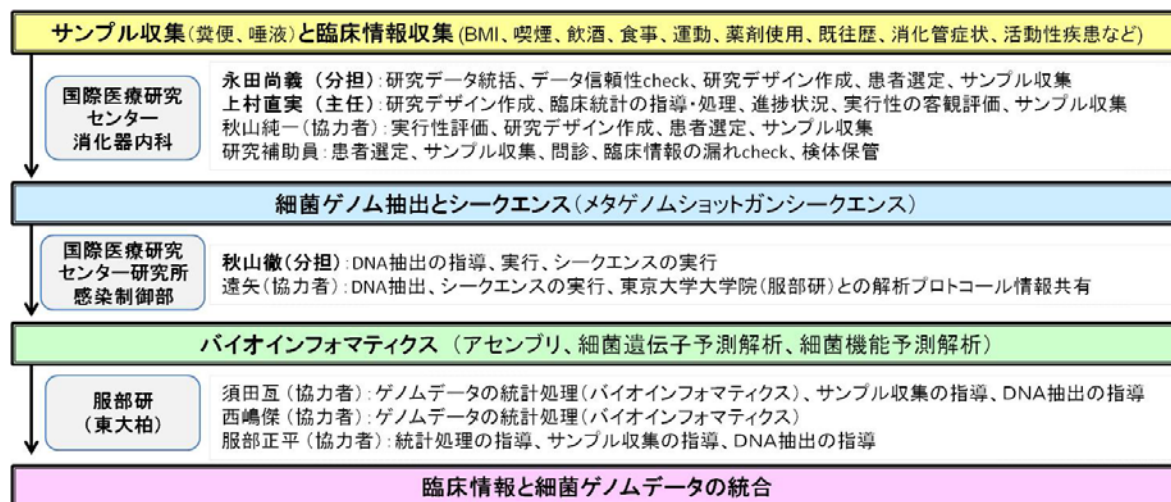 サンプル収集(糞便、唾液)と臨床情報収集(BMI、喫煙、飲酒、食事、運動、薬剤使用、既往歴、消化管症状、活動性疾患など)
国際医療研究
センター
消化器内科
永田尚義(分担):研究データ統括、データ信頼性check、研究デザイン作成、患者選定、サンプル収集
上村直実(主任):研究デザイン作成、臨床統計の指導・処理、進捗状況、実行性の客観評価、サンプル収集
秋山純一(協力者):実行性評価、研究デザイン作成、患者選定、サンプル収集
研究補助員:患者選定、サンプル収集、問診、臨床情報の漏れcheck、検体保管
細菌ゲノム抽出とシークエンス(メタゲノムショットガンシークエンス)
国際医療研究
センター研究所
感染制御部
秋山徹(分担):DNA抽出の指導、実行、シークエンスの実行
遠矢(協力者):DNA抽出、シークエンスの実行、東京大学大学院(服部研)との解析プロトコール情報共有
バイオインフォマティクス (アセンブリ、細菌遺伝子予測解析、細菌機能予測解析)
服部研
(東大柏)
須田亙(協力者):ゲノムデータの統計処理(バイオインフォマティクス)、サンプル収集の指導、DNA抽出の指導
西嶋傑(協力者):ゲノムデータの統計処理(バイオインフォマティクス)
服部正平(協力者):統計処理の指導、サンプル収集の指導、DNA抽出の指導
臨床情報と細菌ゲノムデータの統合